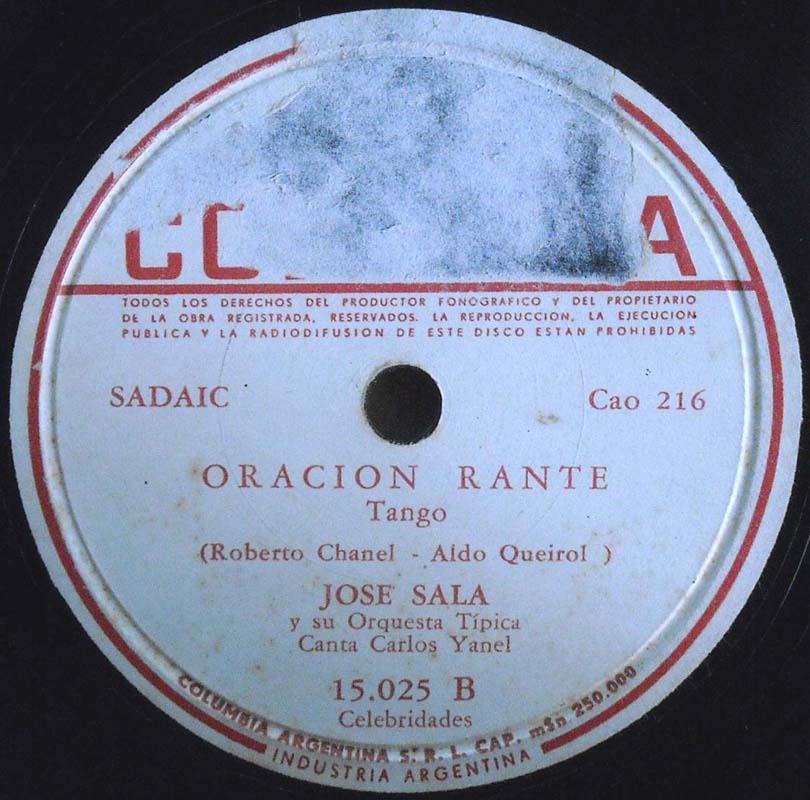 TODOS LOS DERECHOS DEL PRODUCTOR FONOGRAFICO Y DEL PROPIETARIO
DE LA OBRA REGISTRADA, RESERVADOS. LA REPRODUCCION, LA EJECUCION
PUBLICA Y LA RADIODIFUSION DE ESTE DISCO ESTAN PROHIBIDAS
SADAIC
Cao 216
ORACION RANTE
Tango
(Roberto Chanel - Aldo Queirol )
JOSE SALA
y su Orquesta Típica
Canta Carlos Yanel
15.025 B
Celebridades
COLUMBIA ARGENTINA S. R. L. CAP. m$n 250.000
INDUSTRIA ARGENTINA